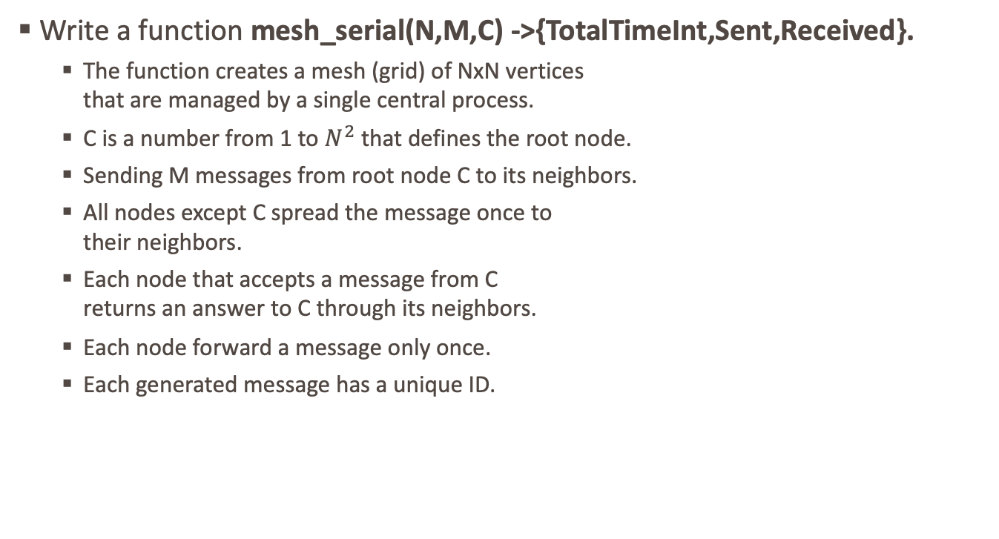 ▪ Write a function mesh_serial(N,M,C) ->{TotalTimeInt,Sent,Received}.
▪ The function creates a mesh (grid) of NxN vertices
that are managed by a single central process.
▪ C is a number from 1 to N² that defines the root node.
▪ Sending M messages from root node C to its neighbors.
▪ All nodes except C spread the message once to
their neighbors.
▪ Each node that accepts a message from C
returns an answer to C through its neighbors.
▪ Each node forward a message only once.
▪ Each generated message has a unique ID.